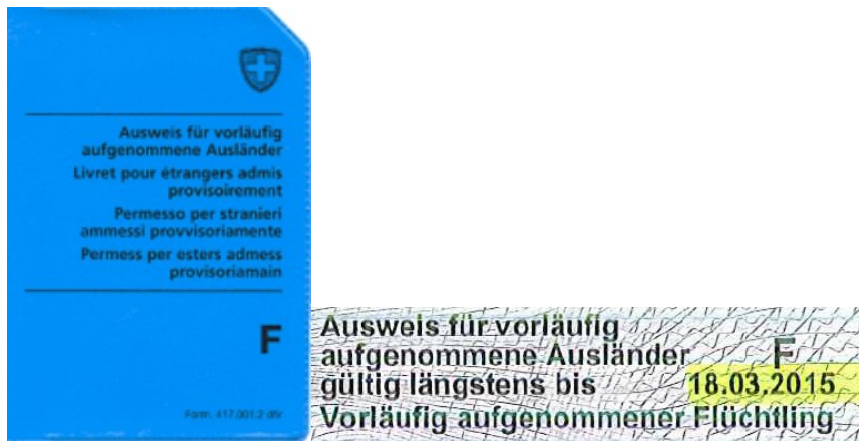 Ausweis für vorläufig
aufgenommene Ausländer
Livret pour étrangers admis
provisoirement
Permesso per stranieri
ammessi provvisoriamente
Permess per esters admess
provisoriamain
F
Form. 417.001.2 dfir
Ausweis für vorläufig
aufgenommene Ausländer F
gültig längstens bis 18.03.2015
Vorläufig aufgenommener Flüchtling